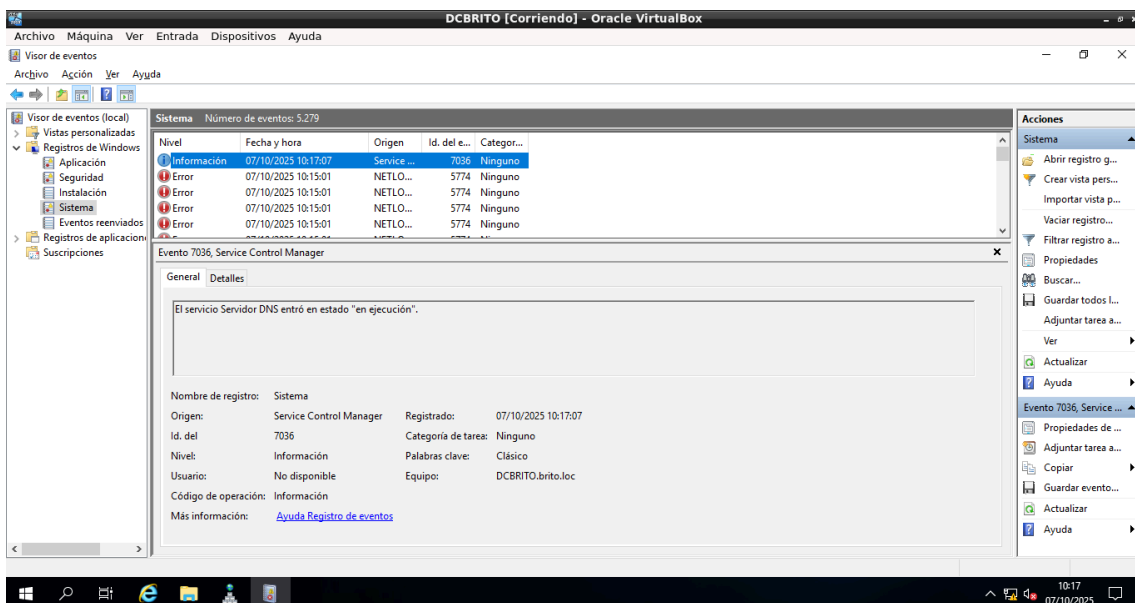 DCBRITO [Corriendo] - Oracle VirtualBox
Archivo Máquina Ver Entrada Dispositivos Ayuda
Visor de eventos
Archivo Acción Ver Ayuda
Visor de eventos (local)
Vistas personalizadas
Registros de Windows
Aplicación
Seguridad
Instalación
Sistema
Eventos reenviados
Registros de aplicacion
Suscripciones
Sistema Número de eventos: 5.279
Nivel Fecha y hora Origen Id. del e... Categor...
Información 07/10/2025 10:17:07 Service ... 7036 Ninguno
Error 07/10/2025 10:15:01 NETLO... 5774 Ninguno
Error 07/10/2025 10:15:01 NETLO... 5774 Ninguno
Error 07/10/2025 10:15:01 NETLO... 5774 Ninguno
Error 07/10/2025 10:15:01 NETLO... 5774 Ninguno
Evento 7036, Service Control Manager
General Detalles
El servicio Servidor DNS entró en estado "en ejecución".
Nombre de registro: Sistema
Origen: Service Control Manager Registrado: 07/10/2025 10:17:07
Id. del 7036 Categoría de tarea: Ninguno
Nivel: Información Palabras clave: Clásico
Usuario: No disponible Equipo: DCBRITO.brito.loc
Código de operación: Información
Más información: Ayuda Registro de eventos
Acciones
Sistema
Abrir registro g...
Crear vista pers...
Importar vista p...
Vaciar registro...
Filtrar registro a...
Propiedades
Buscar...
Guardar todos l...
Adjuntar tarea a...
Ver
Actualizar
Ayuda
Evento 7036, Service ...
Propiedades de ...
Adjuntar tarea a...
Copiar
Guardar evento...
Actualizar
Ayuda
10:17
07/10/2025